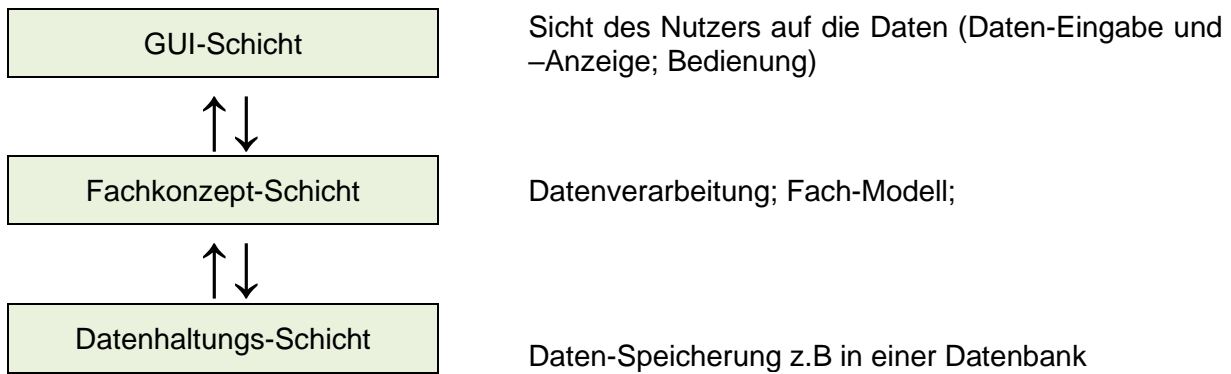 GUI-Schicht
Sicht des Nutzers auf die Daten (Daten-Eingabe und
–Anzeige; Bedienung)
Fachkonzept-Schicht
Datenverarbeitung; Fach-Modell;
Datenhaltungs-Schicht
Daten-Speicherung z.B in einer Datenbank